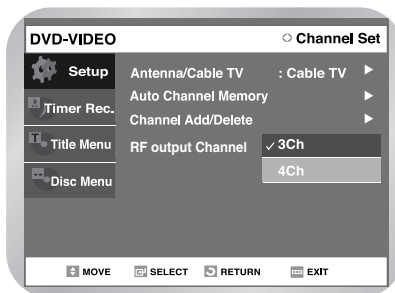 DVD-VIDEO ◇ Channel Set
Setup
Timer Rec.
Title Menu
Disc Menu
Antenna/Cable TV : Cable TV ►
Auto Channel Memory ►
Channel Add/Delete ►
RF output Channel ✓ 3Ch
4Ch
MOVE SELECT RETURN EXIT